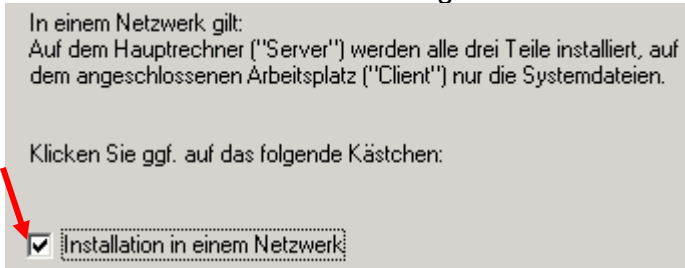 In einem Netzwerk gilt:
Auf dem Hauptrechner ("Server") werden alle drei Teile installiert, auf
dem angeschlossenen Arbeitsplatz ("Client") nur die Systemdateien.
Klicken Sie ggf. auf das folgende Kästchen:
Installation in einem Netzwerk